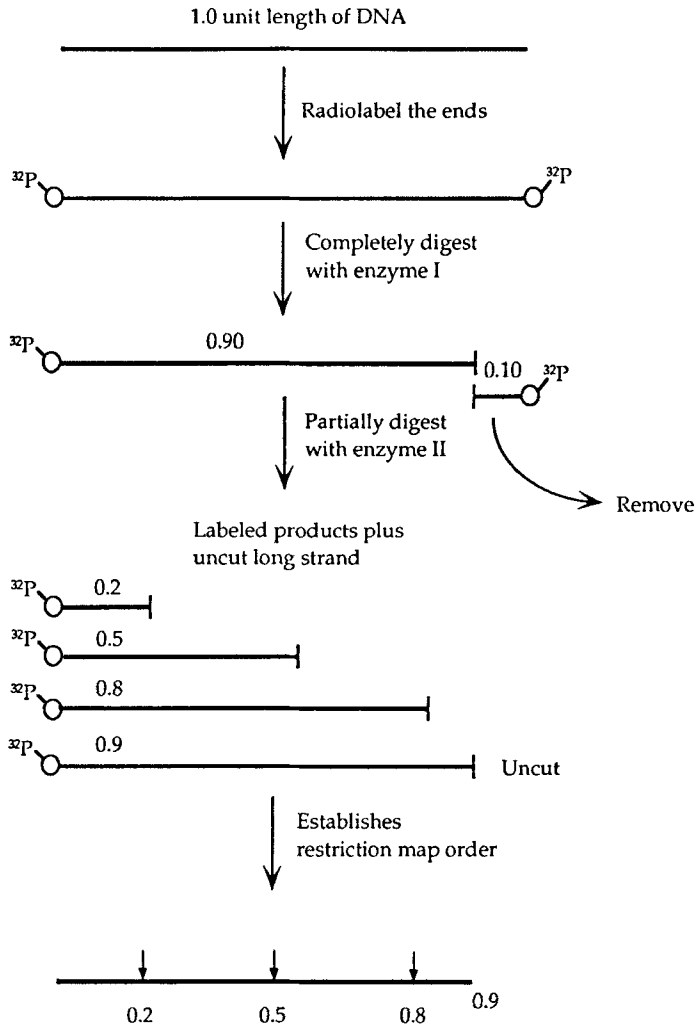 1.0 unit length of DNA
Radiolabel the ends
³²P
³²P
Completely digest
with enzyme I
³²P
0.90
0.10
³²P
Partially digest
with enzyme II
Remove
Labeled products plus
uncut long strand
³²P
0.2
³²P
0.5
³²P
0.8
³²P
0.9
Uncut
Establishes
restriction map order
0.2
0.5
0.8
0.9